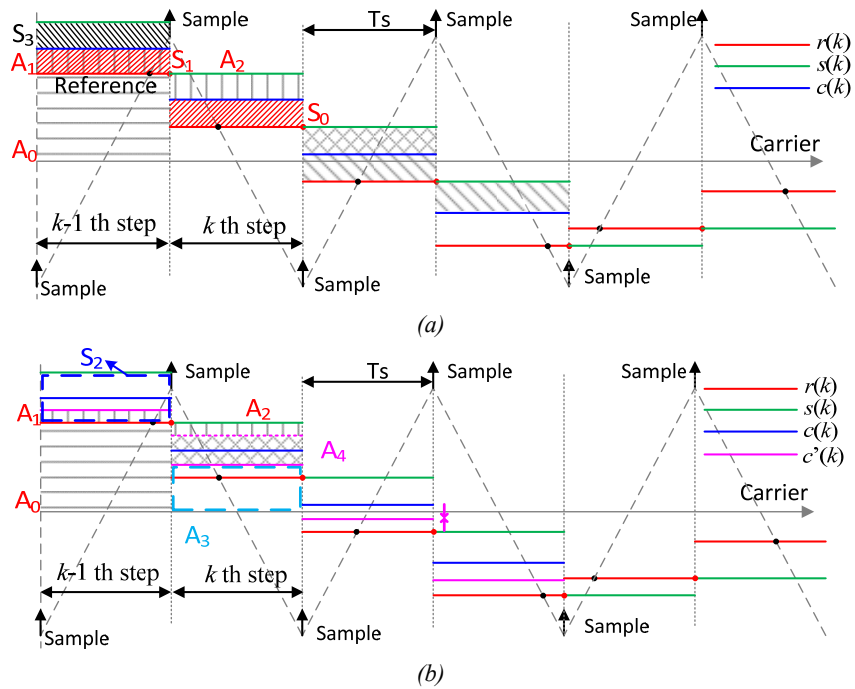 Sample
Sample
Sample
Ts
S3
A1
S1
A2
Reference
S0
A0
r(k)
s(k)
c(k)
Carrier
k-1 th step
k th step
Sample
Sample
Sample
(a)
S2
Sample
Ts
Sample
Sample
A1
A2
A4
r(k)
s(k)
c(k)
c’(k)
A0
Carrier
A3
k-1 th step
k th step
Sample
Sample
Sample
(b)